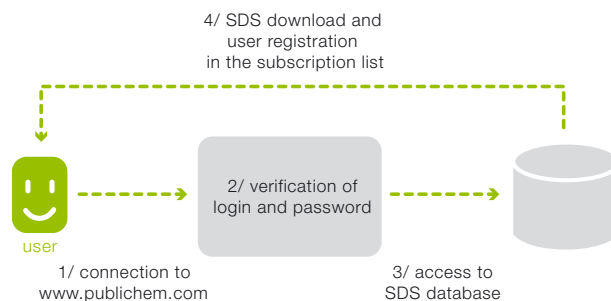 4/ SDS download and
user registration
in the subscription list
2/ verification of
login and password
user
1/ connection to
www.publichem.com
3/ access to
SDS database